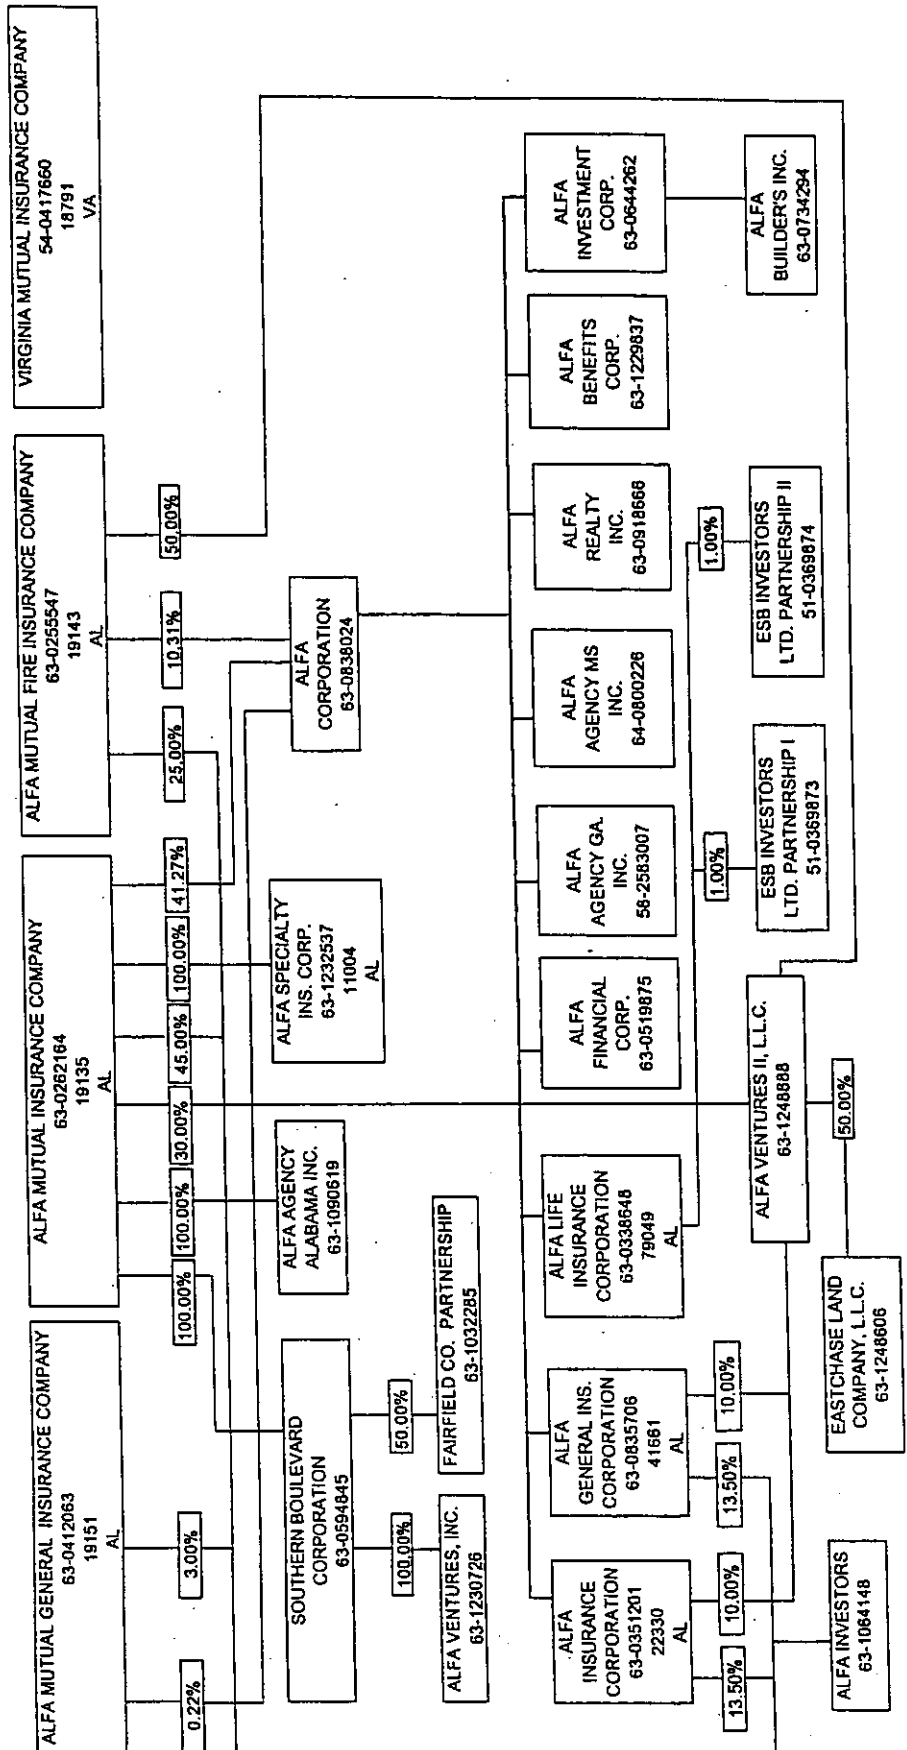 ALFA MUTUAL GENERAL INSURANCE COMPANY
63-0412063
19151
AL
ALFA MUTUAL INSURANCE COMPANY
63-0262164
19135
AL
ALFA MUTUAL FIRE INSURANCE COMPANY
63-0255547
19143
AL
VIRGINIA MUTUAL INSURANCE COMPANY
54-0417660
18791
VA
0.22%
3.00%
100.00%
100.00%
30.00%
45.00%
100.00%
41.27%
25.00%
10.31%
50.00%
SOUTHERN BOULEVARD
CORPORATION
63-0594845
ALFA AGENCY
ALABAMA INC.
63-1090619
ALFA SPECIALTY
INS. CORP.
63-1232537
11004
AL
ALFA
CORPORATION
63-0838024
100.00%
50.00%
ALFA VENTURES, INC.
63-1230726
FAIRFIELD CO. PARTNERSHIP
63-1032285
ALFA
INSURANCE
CORPORATION
63-0351201
22330
AL
ALFA
GENERAL INS.
CORPORATION
63-0835706
41661
AL
ALFA LIFE
INSURANCE
CORPORATION
63-0338648
79049
AL
ALFA
FINANCIAL
CORP.
63-0519875
ALFA
AGENCY GA.
INC.
58-2583007
ALFA
AGENCY MS
INC.
64-0800226
ALFA
REALTY
INC.
63-0918668
ALFA
BENEFITS
CORP.
63-1229837
ALFA
INVESTMENT
CORP.
63-0644262
13.50%
10.00%
13.50%
10.00%
1.00%
1.00%
ALFA INVESTORS
63-1064148
ALFA VENTURES II, L.L.C.
63-1248888
ESB INVESTORS
LTD. PARTNERSHIP I
51-0369873
ESB INVESTORS
LTD. PARTNERSHIP II
51-0369874
ALFA
BUILDER'S INC.
63-0734294
50.00%
EASTCHASE LAND
COMPANY, L.L.C.
63-1248606